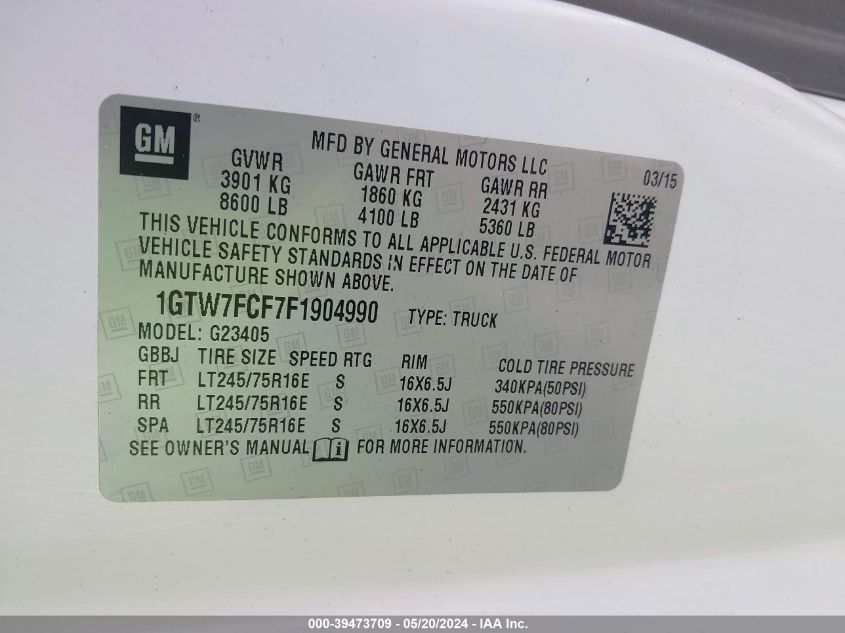 GM®
MFD BY GENERAL MOTORS LLC
03/15
GVWR GAWR FRT GAWR RR
3901 KG 1860 KG 2431 KG
8600 LB 4100 LB 5360 LB
THIS VEHICLE CONFORMS TO ALL APPLICABLE U.S. FEDERAL MOTOR
VEHICLE SAFETY STANDARDS IN EFFECT ON THE DATE OF
MANUFACTURE SHOWN ABOVE.
1GTW7FCF7F1904990 TYPE: TRUCK
MODEL: G23405
GBBJ TIRE SIZE SPEED RTG RIM COLD TIRE PRESSURE
FRT LT245/75R16E S 16X6.5J 340KPA(50PSI)
RR LT245/75R16E S 16X6.5J 550KPA(80PSI)
SPA LT245/75R16E S 16X6.5J 550KPA(80PSI)
SEE OWNER'S MANUAL i FOR MORE INFORMATION.
000-39473709 - 05/20/2024 - IAA Inc.